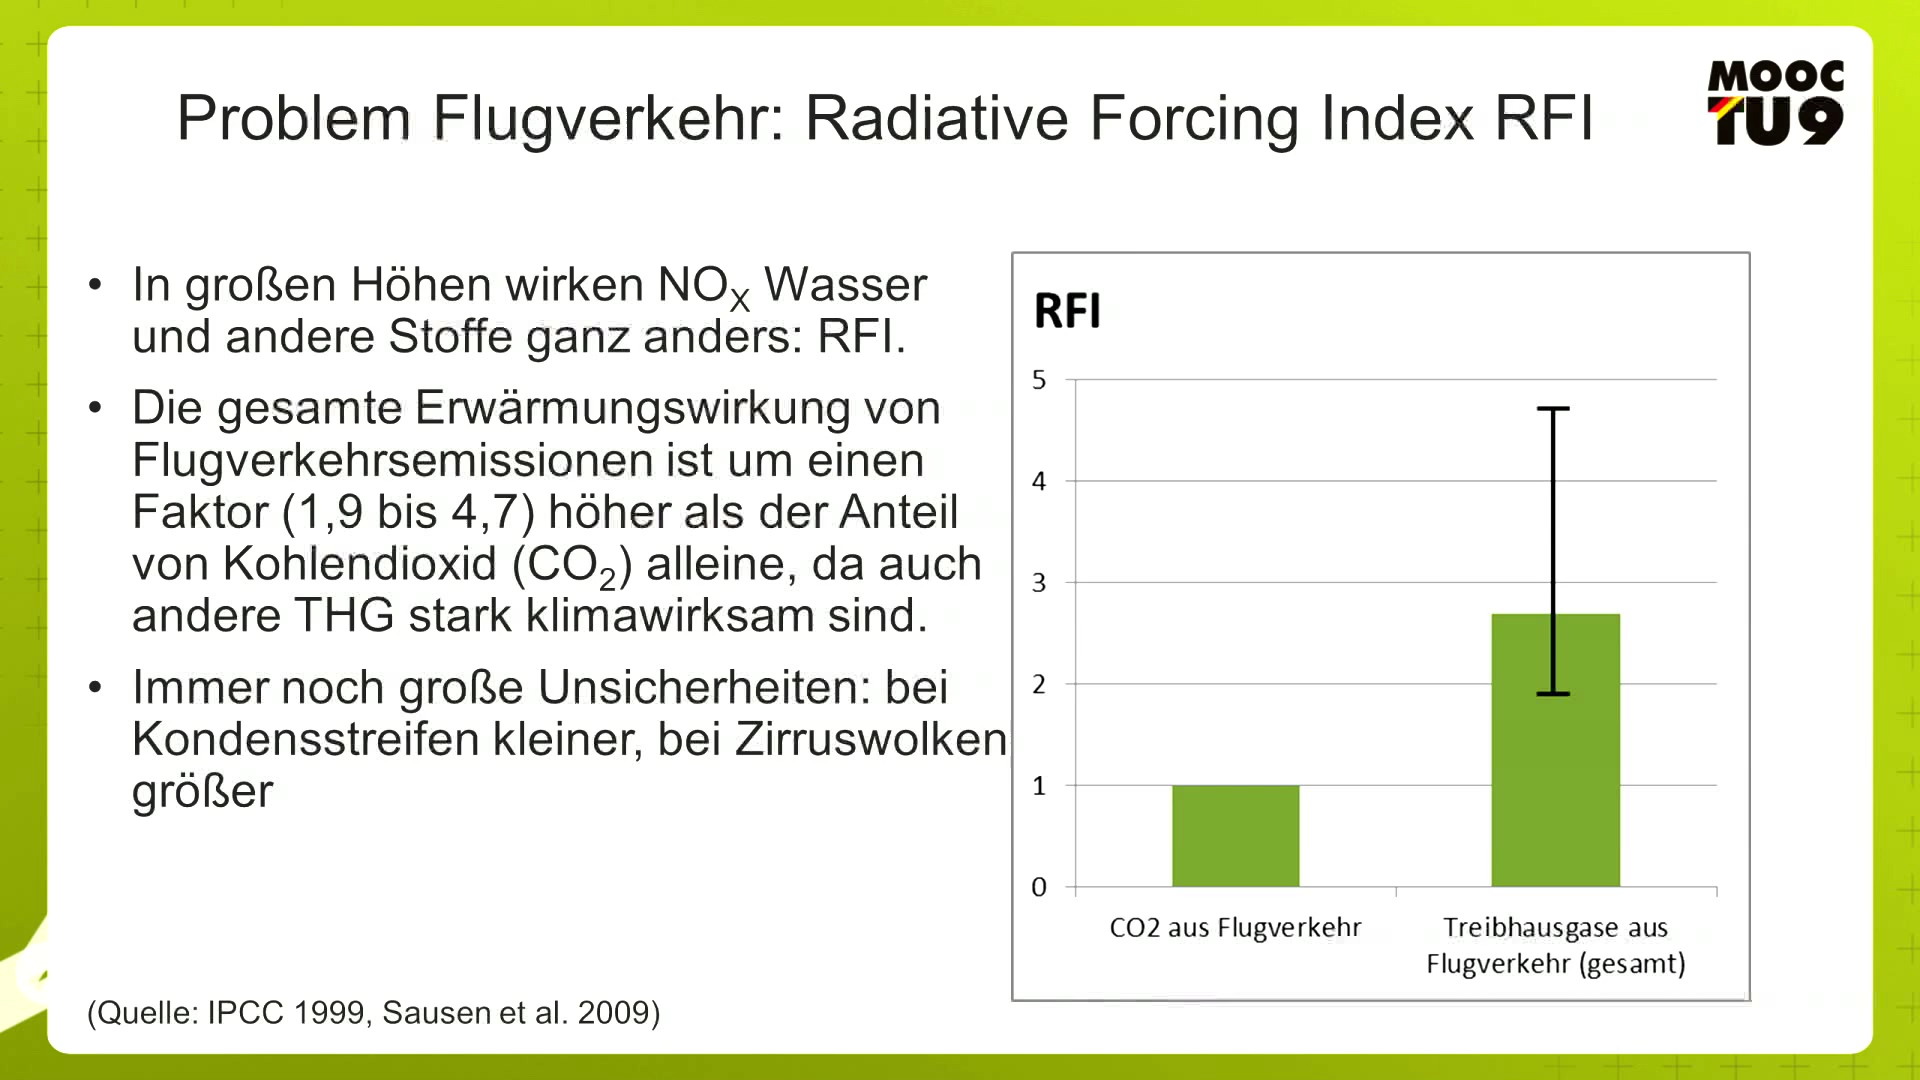 Problem Flugverkehr: Radiative Forcing Index RFI
MOOC
TU9
• In großen Höhen wirken NOX Wasser
und andere Stoffe ganz anders: RFI.
• Die gesamte Erwärmungswirkung von
Flugverkehrsemissionen ist um einen
Faktor (1,9 bis 4,7) höher als der Anteil
von Kohlendioxid (CO2) alleine, da auch
andere THG stark klimawirksam sind.
• Immer noch große Unsicherheiten: bei
Kondensstreifen kleiner, bei Zirruswolken
größer
(Quelle: IPCC 1999, Sausen et al. 2009)
RFI
5
4
3
2
1
0
CO2 aus Flugverkehr
Treibhausgase aus
Flugverkehr (gesamt)